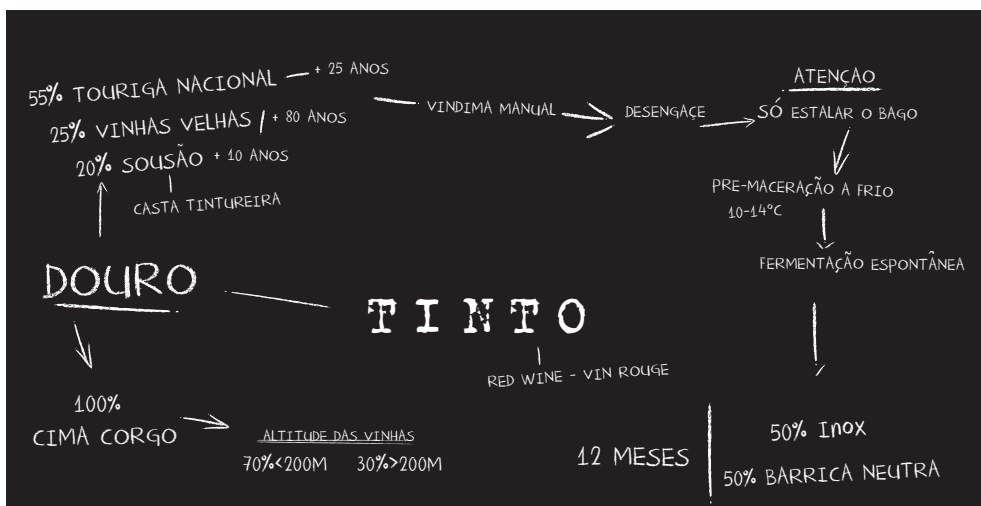 55% TOURIGA NACIONAL + 25 ANOS
25% VINHAS VELHAS + 80 ANOS
20% SOUSÃO + 10 ANOS
CASTA TINTUREIRA
VINDIMA MANUAL
DESENGAÇE
ATENÇAO
SÓ ESTALAR O BAGO
PRE-MACERAÇÃO A FRIO
10-14ºC
FERMENTAÇÃO ESPONTÂNEA
DOURO
TINTO
RED WINE - VIN ROUGE
100%
CIMA CORGO
ALTITUDE DAS VINHAS
70%<200M 30%>200M
12 MESES
50% Inox
50% BARRICA NEUTRA